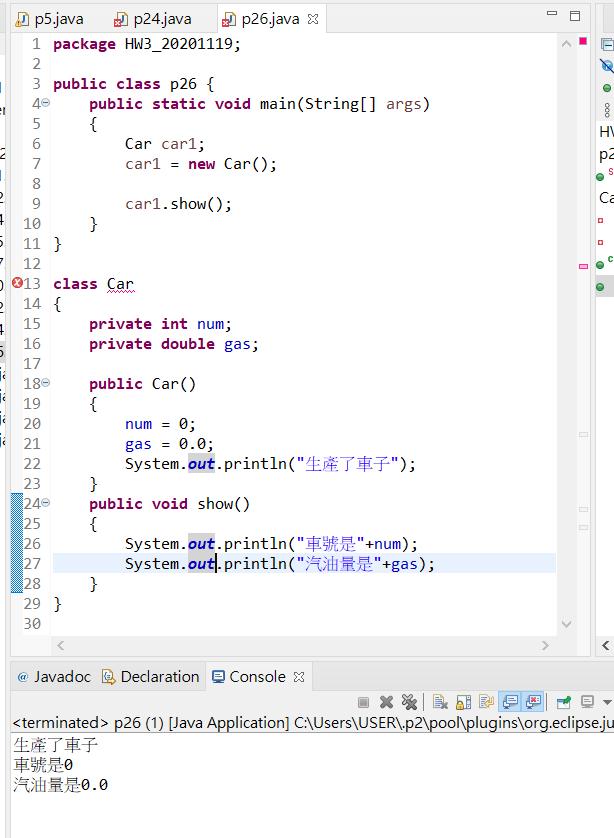 p5.java
p24.java
p26.java
1 package HW3_20201119;
2
3 public class p26 {
4 public static void main(String[] args)
5 {
6 Car car1;
7 car1 = new Car();
8
9 car1.show();
10 }
11 }
12
13 class Car
14 {
15 private int num;
16 private double gas;
17
18 public Car()
19 {
20 num = 0;
21 gas = 0.0;
22 System.out.println("生產了車子");
23 }
24 public void show()
25 {
26 System.out.println("車號是"+num);
27 System.out.println("汽油量是"+gas);
28 }
29 }
30
@ Javadoc
Declaration
Console
<terminated> p26 (1) [Java Application] C:\Users\USER\.p2\pool\plugins\org.eclipse.ju
生產了車子
車號是0
汽油量是0.0